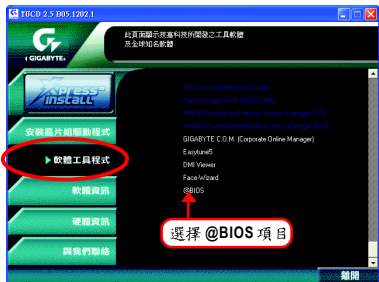 TUCD 2.5 B05.1202.1
此頁面顯示技嘉科技所開發之工具軟體
及全球知名軟體
GIGABYTE
Xpress
install
安裝晶片組驅動程式
軟體工具程式
軟體資訊
硬體資訊
與我們聯絡
GIGABYTE C.O.M. (Corporate Online Manager)
Easytune5
DMI Viewer
Face-Wizard
@BIOS
選擇 @BIOS 項目
離開